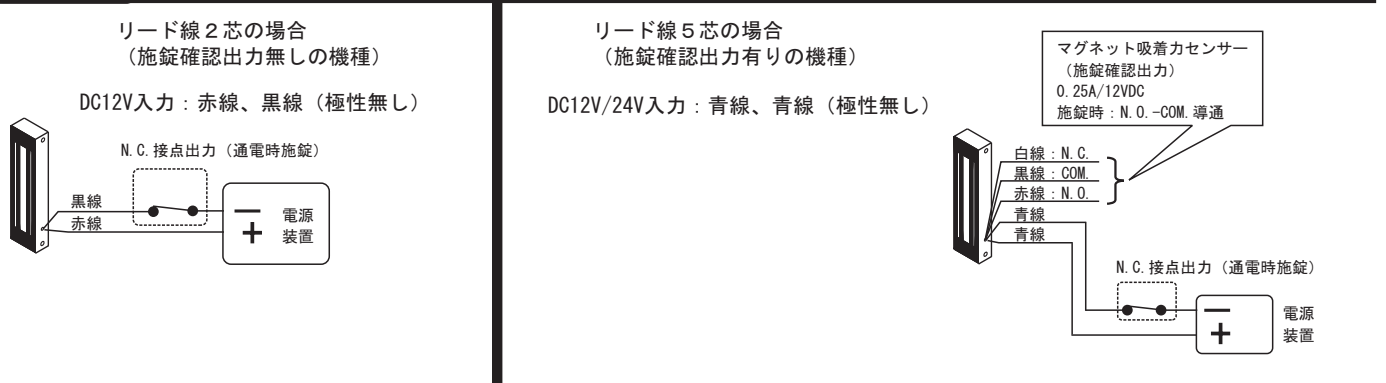 リード線２芯の場合
（施錠確認出力無しの機種）
DC12V入力：赤線、黒線（極性無し）
N.C.接点出力（通電時施錠）
黒線
赤線
−
+
電源
装置
リード線５芯の場合
（施錠確認出力有りの機種）
DC12V/24V入力：青線、青線（極性無し）
マグネット吸着力センサー
（施錠確認出力）
0.25A/12VDC
施錠時：N.O.-COM.導通
白線：N.C.
黒線：COM.
赤線：N.O.
青線
青線
N.C.接点出力（通電時施錠）
−
+
電源
装置